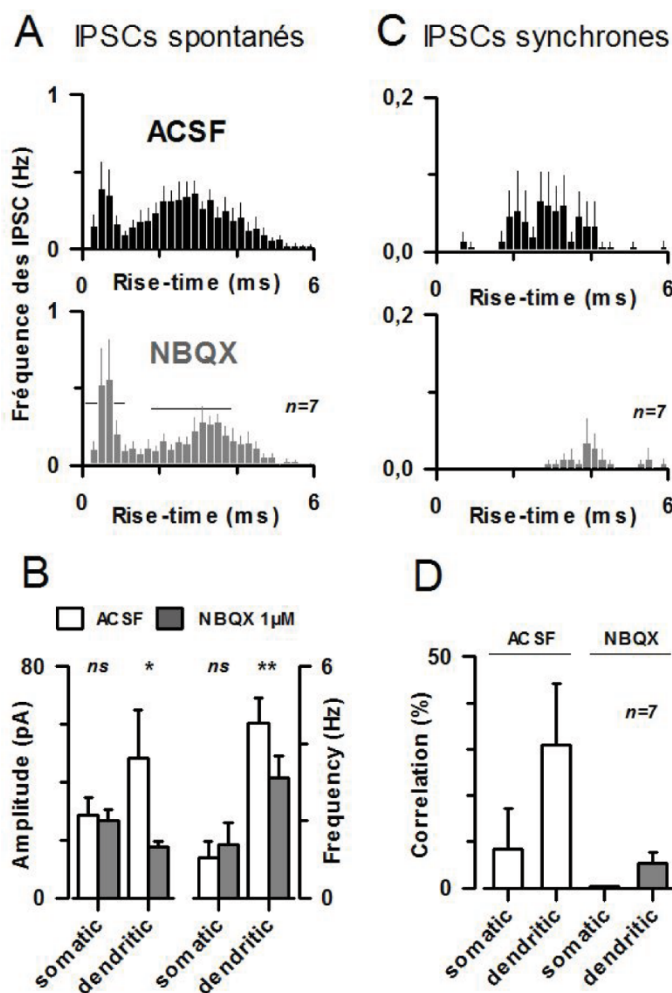 A IPSCs spontanés
C IPSCs synchrones
Fréquence des IPSC (Hz)
1
ACSF
0
0 Rise-time (ms) 6
1
NBQX
n=7
0
0 Rise-time (ms) 6
0,2
0,0
0 Rise-time (ms) 6
0,2
n=7
0,0
0 Rise-time (ms) 6
B
ACSF NBQX 1µM
80 ns * ns ** 6
Amplitude (pA)
Frequency (Hz)
0 0
somatic dendritic somatic dendritic
D
ACSF NBQX
50
n=7
Correlation (%)
0
somatic dendritic somatic dendritic